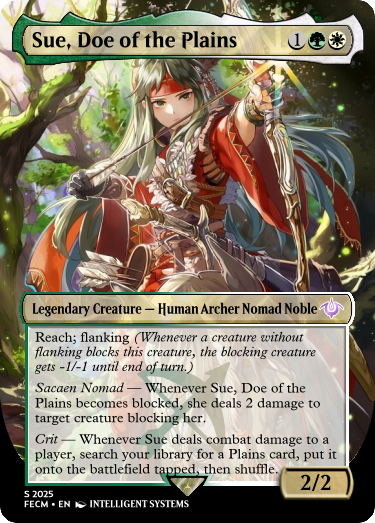 Sue, Doe of the Plains 1
Legendary Creature — Human Archer Nomad Noble
Reach; flanking (Whenever a creature without
flanking blocks this creature, the blocking creature
gets -1/-1 until end of turn.)
Sacaen Nomad — Whenever Sue, Doe of the
Plains becomes blocked, she deals 2 damage to
target creature blocking her.
Crit — Whenever Sue deals combat damage to a
player, search your library for a Plains card, put it
onto the battlefield tapped, then shuffle.
2/2
S 2025
FECM • EN INTELLIGENT SYSTEMS